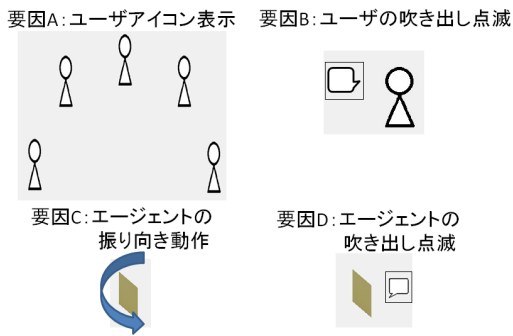 要因A:ユーザアイコン表示
要因B:ユーザの吹き出し点滅
要因C:エージェントの
振り向き動作
要因D:エージェントの
吹き出し点滅